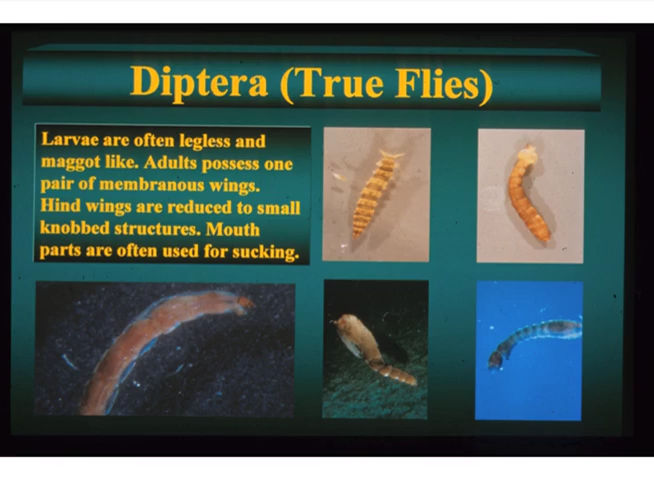 Diptera (True Flies)
Larvae are often legless and
maggot like. Adults possess one
pair of membranous wings.
Hind wings are reduced to small
knobbed structures. Mouth
parts are often used for sucking.